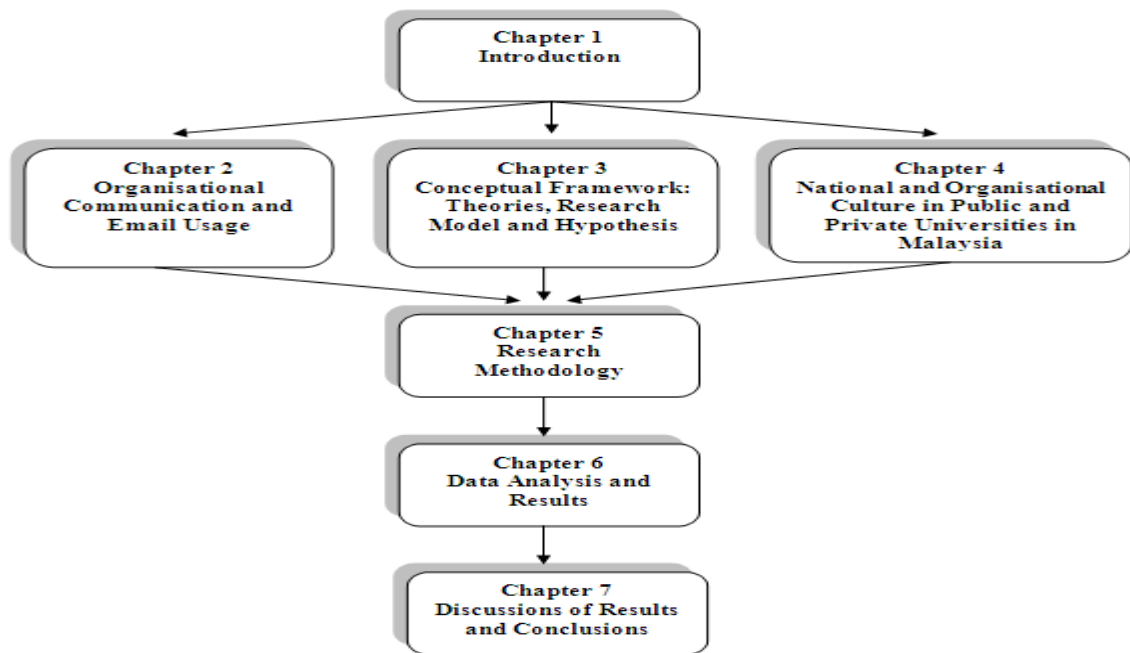 Chapter 1
Introduction
Chapter 2
Organisational
Communication and
Email Usage
Chapter 3
Conceptual Framework:
Theories, Research
Model and Hypothesis
Chapter 4
National and Organisational
Culture in Public and
Private Universities in
Malaysia
Chapter 5
Research
Methodology
Chapter 6
Data Analysis and
Results
Chapter 7
Discussions of Results
and Conclusions